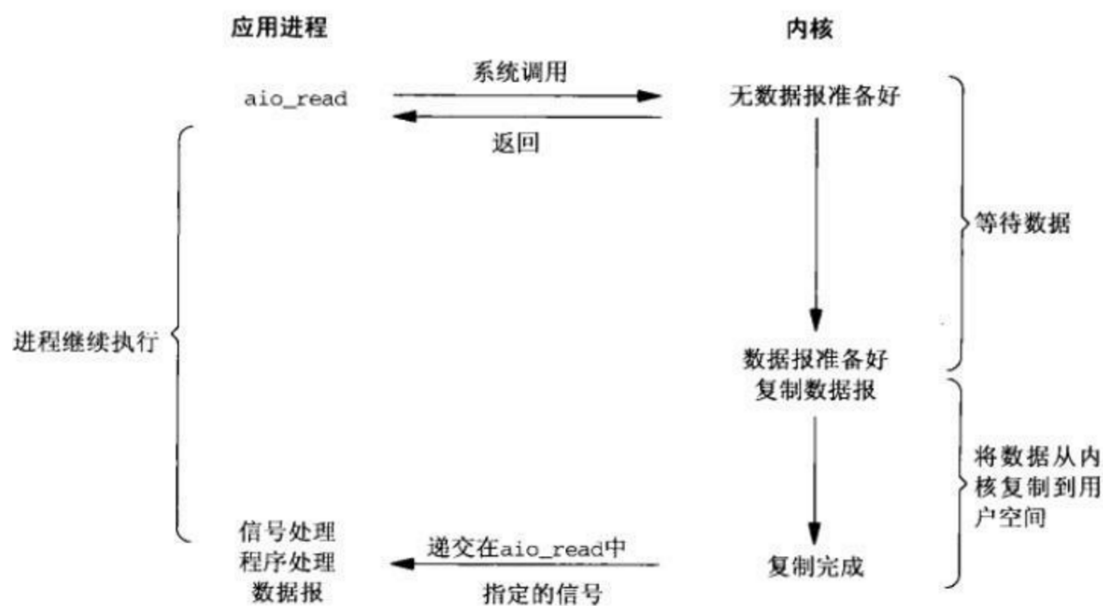 应用进程
内核
系统调用
aio_read
无数据报准备好
返回
等待数据
进程继续执行
数据报准备好
复制数据报
将数据从内
核复制到用
户空间
信号处理
程序处理
数据报
递交在aio_read中
指定的信号
复制完成